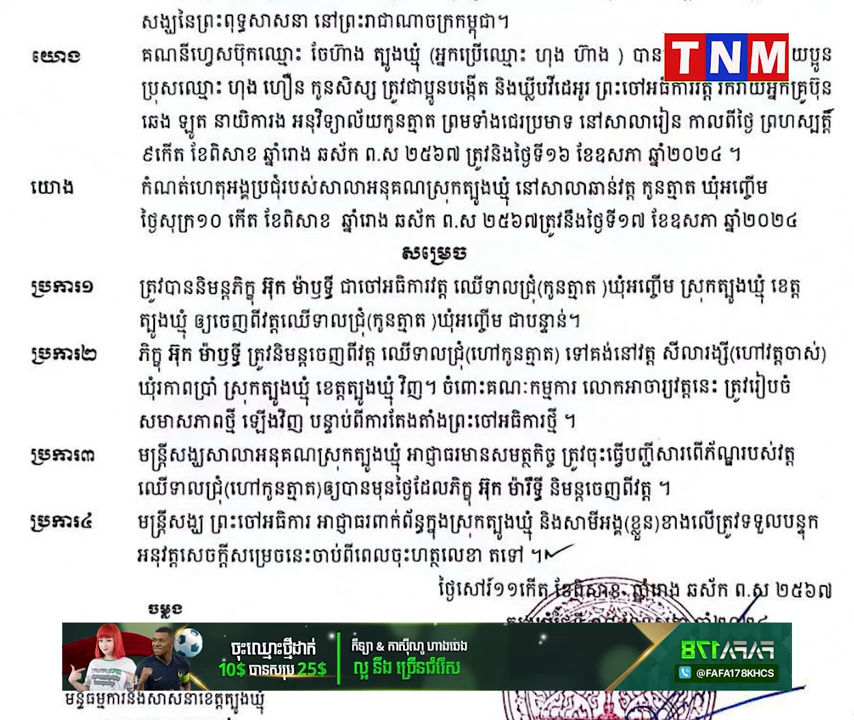 សង្ឃនៃព្រះពុទ្ធសាសនា នៅព្រះរាជាណាចក្រកម្ពុជា។
យោង គណនីហ្វេសប៊ុកឈ្មោះ ចែហ៊ាង ត្បូងឃ្មុំ (អ្នកប្រើឈ្មោះ ហុង ហ៊ាង ) បាន
TNM
យប្អូន
ប្រុសឈ្មោះ ហុង ហឿន កូនសិស្ស ត្រូវជាប្អូនបង្កើត និងឃ្លីបវីដេអូរ ព្រះចៅអធិការវត្ត រករាយអ្នកគ្រូប៊ុន
ឆេង ឡូត នាយិការង អនុវិទ្យាល័យកូនត្នាត ព្រមទាំងជេរប្រមាទ នៅសាលារៀន កាលពីថ្ងៃ ព្រហស្បត្តិ៍
៩កើត ខែពិសាខ ឆ្នាំរោង ឆស័ក ព.ស ២៥៦៧ ត្រូវនិងថ្ងៃទី១៦ ខែឧសភា ឆ្នាំ២០២៤ ។
យោង កំណត់ហេតុអង្គប្រជុំរបស់សាលាអនុគណស្រុកត្បូងឃ្មុំ នៅសាលាឆាន់វត្ត កូនត្នាត ឃុំអញ្ចើម
ថ្ងៃសុក្រ១០ កើត ខែពិសាខ ឆ្នាំរោង ឆស័ក ព.ស ២៥៦៧ត្រូវនឹងថ្ងៃទី១៧ ខែឧសភា ឆ្នាំ២០២៤
សម្រេច
ប្រការ១ ត្រូវបាននិមន្តភិក្ខុ អ៊ុក ម៉ាឫទ្ធី ជាចៅអធិការវត្ត ឈើទាលជ្រុំ(កូនត្នាត )ឃុំអញ្ចើម ស្រុកត្បូងឃ្មុំ ខេត្ត
ត្បូងឃ្មុំ ឲ្យចេញពីវត្តឈើទាលជ្រុំ(កូនត្នាត )ឃុំអញ្ចើម ជាបន្ទាន់។
ប្រការ២ ភិក្ខុ អ៊ុក ម៉ាឫទ្ធី ត្រូវនិមន្តចេញពីវត្ត ឈើទាលជ្រុំ(ហៅកូនត្នាត) ទៅគង់នៅវត្ត សីលារង្សី(ហៅវត្តចាស់)
ឃុំរកាពប្រាំ ស្រុកត្បូងឃ្មុំ ខេត្តត្បូងឃ្មុំ វិញ។ ចំពោះគណៈកម្មការ លោកអាចារ្យវត្តនេះ ត្រូវរៀបចំ
សមាសភាពថ្មី ឡើងវិញ បន្ទាប់ពីការតែងតាំងព្រះចៅអធិការថ្មី ។
ប្រការ៣ មន្ត្រីសង្ឃសាលាអនុគណស្រុកត្បូងឃ្មុំ អាជ្ញាធរមានសមត្ថកិច្ច ត្រូវចុះធ្វើបញ្ជីសារពើភ័ណ្ឌរបស់វត្ត
ឈើទាលជ្រុំ(ហៅកូនត្នាត)ឲ្យបានមុនថ្ងៃដែលភិក្ខុ អ៊ុក ម៉ារឹទ្ធី និមន្តចេញពីវត្ត ។
ប្រការ៤ មន្ត្រីសង្ឃ ព្រះចៅអធិការ អាជ្ញាធរពាក់ព័ន្ធក្នុងស្រុកត្បូងឃ្មុំ និងសាមីអង្គ(ខ្លួន)ខាងលើត្រូវទទួលបន្ទុក
អនុវត្តសេចក្តីសម្រេចនេះចាប់ពីពេលចុះហត្ថលេខា តទៅ ។
ថ្ងៃសៅរ៍១១កើត ខែពិសាខ ឆ្នាំរោង ឆស័ក ព.ស ២៥៦៧
ចម្លង
ចុះឈ្មោះថ្មីដាក់
10$ បានសរុប 25$
កីឡា & កាស៊ីណូ ហាងឆេង
ល្អ និង ច្រើនជំរើស
FAFA178
@FAFA178KHCS
មន្ទីរធម្មការនិងសាសនាខេត្តត្បូងឃ្មុំ